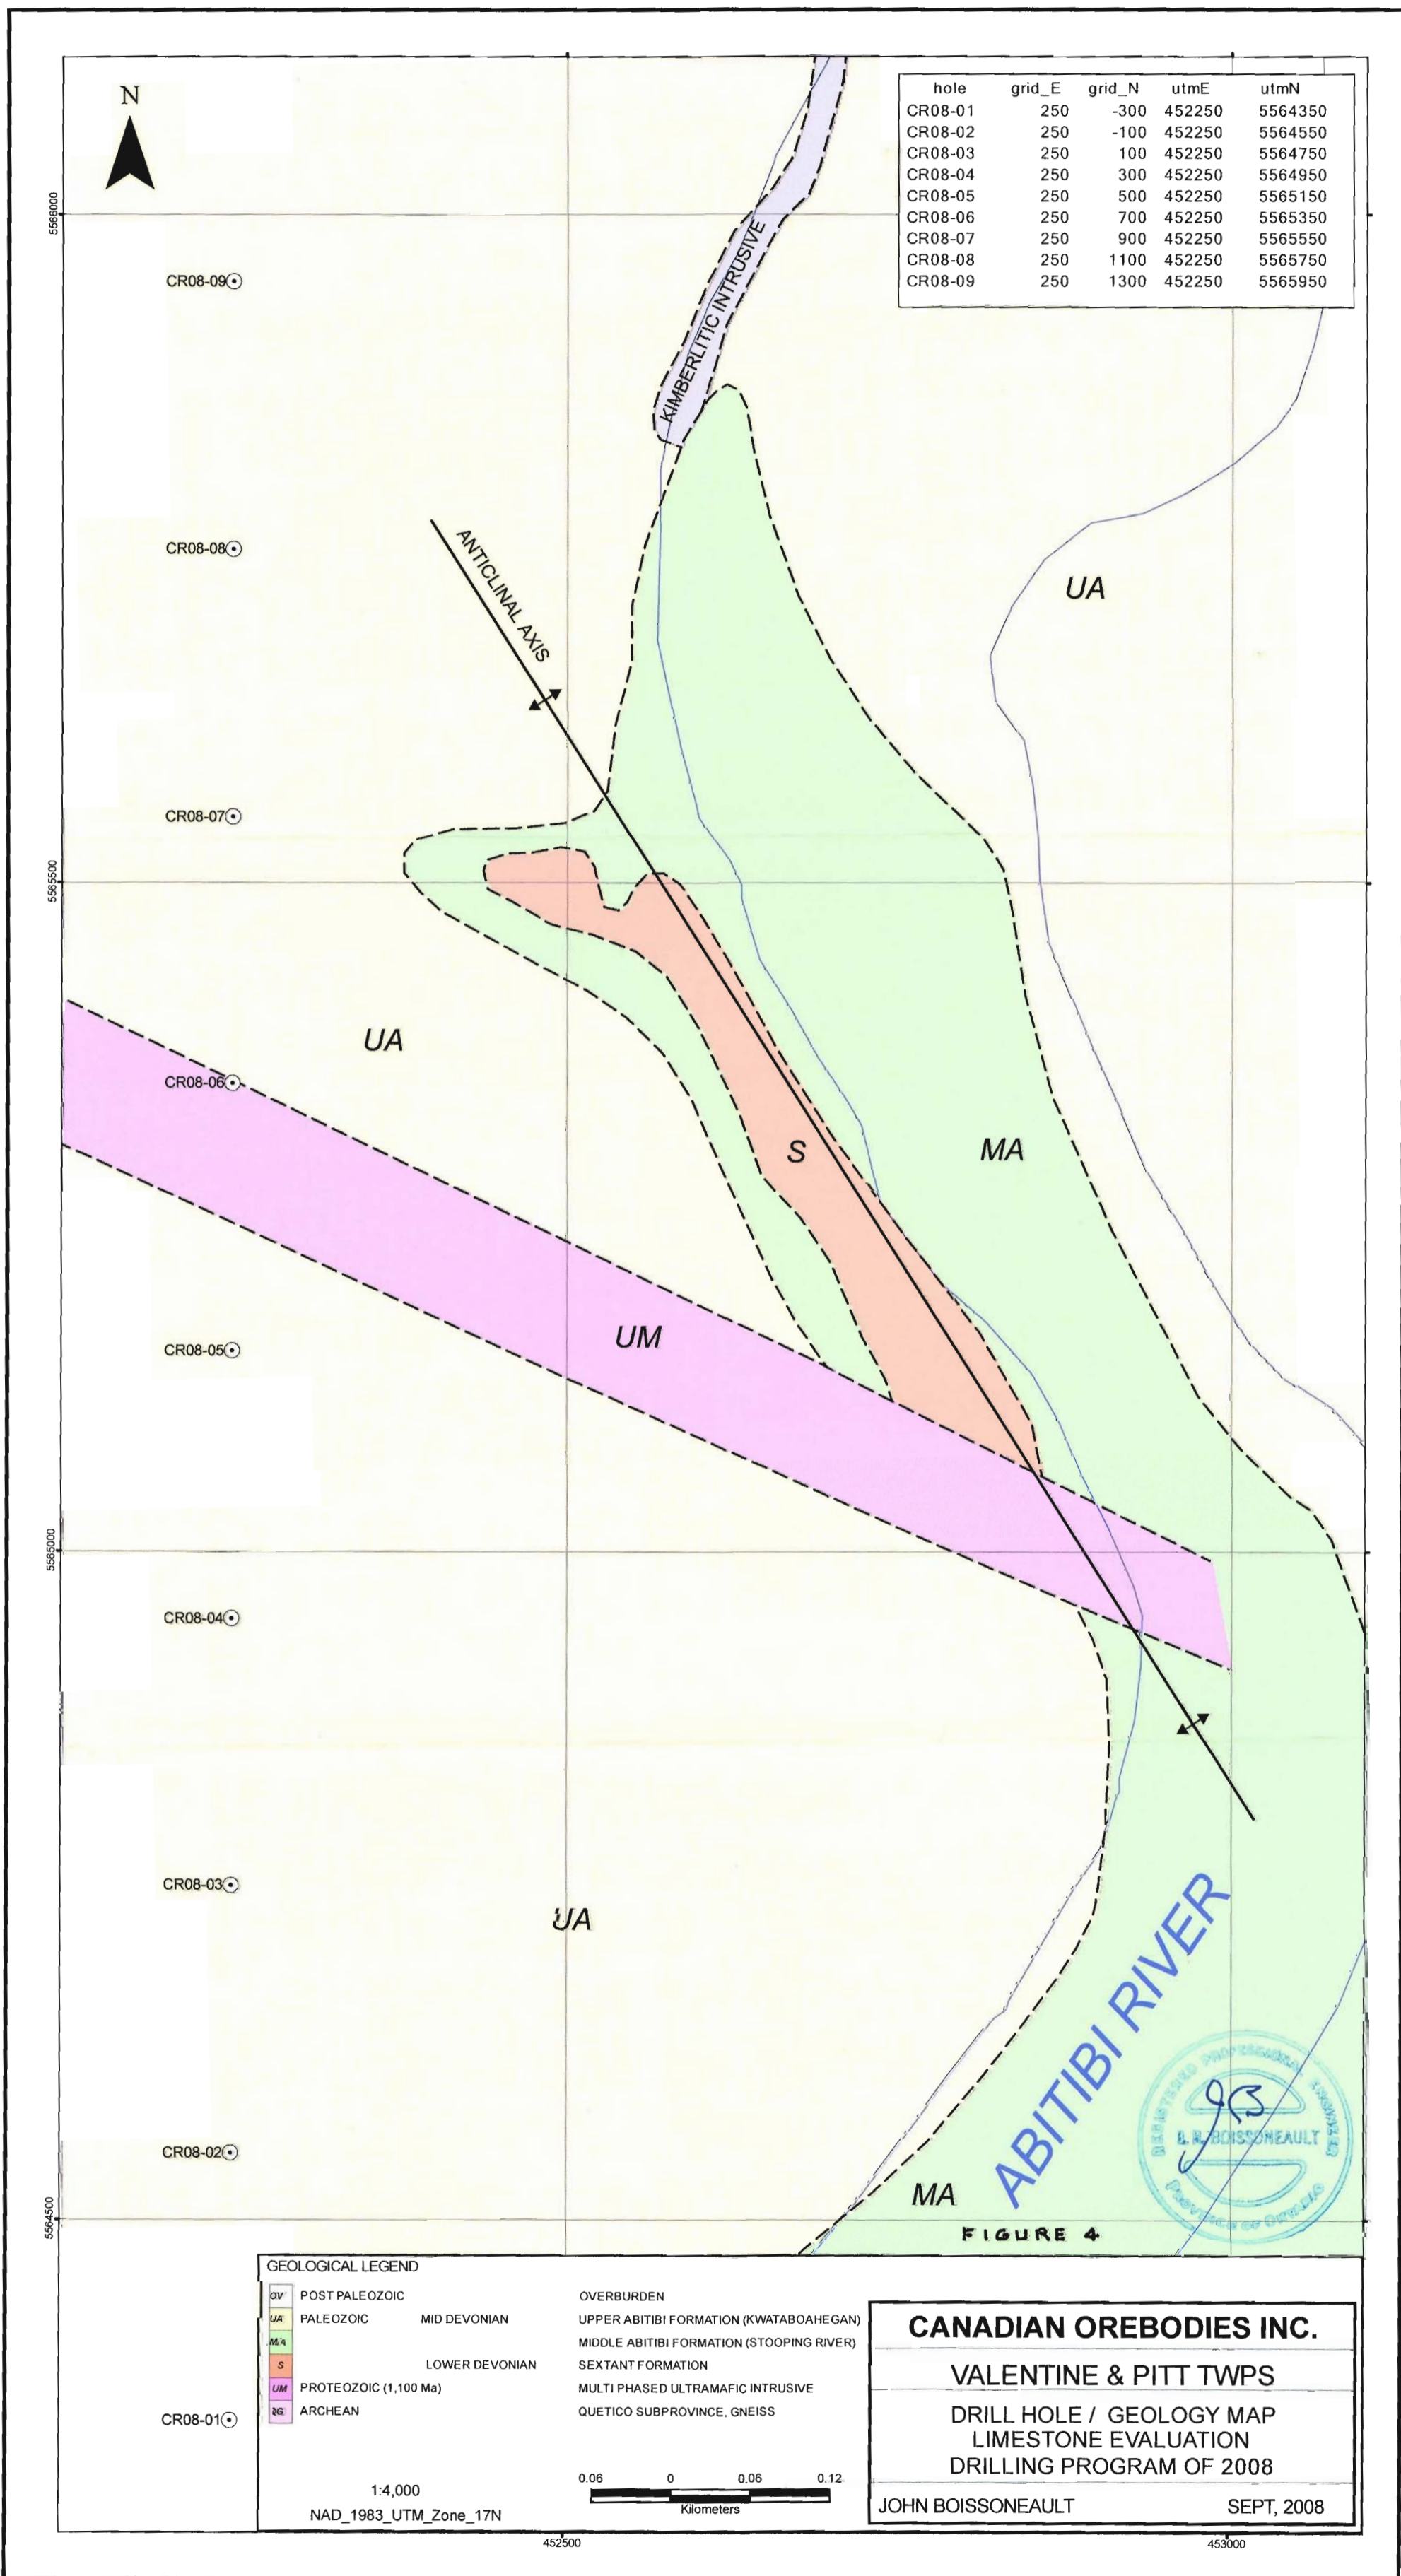 N
hole grid_E grid_N utmE utmN
CR08-01 250 -300 452250 5564350
CR08-02 250 -100 452250 5564550
CR08-03 250 100 452250 5564750
CR08-04 250 300 452250 5564950
CR08-05 250 500 452250 5565150
CR08-06 250 700 452250 5565350
CR08-07 250 900 452250 5565550
CR08-08 250 1100 452250 5565750
CR08-09 250 1300 452250 5565950
5566000
KIMBERLITIC INTRUSIVE
CR08-09
CR08-08
ANTICLINAL AXIS
UA
CR08-07
5565500
UA
CR08-06
S
MA
UM
CR08-05
5565000
CR08-04
CR08-03
UA
ABITIBI RIVER
REGISTERED PROFESSIONAL ENGINEER
JB
BOISSONEAULT
PROVINCE OF ONTARIO
CR08-02
MA
5564500
FIGURE 4
GEOLOGICAL LEGEND
OV POST PALEOZOIC OVERBURDEN
UA PALEOZOIC MID DEVONIAN UPPER ABITIBI FORMATION (KWATABOAHEGAN)
MA MIDDLE ABITIBI FORMATION (STOOPING RIVER)
S LOWER DEVONIAN SEXTANT FORMATION
UM PROTEOZOIC (1,100 Ma) MULTI PHASED ULTRAMAFIC INTRUSIVE
ARCHEAN QUETICO SUBPROVINCE, GNEISS
CR08-01
1:4,000
NAD_1983_UTM_Zone_17N
0.06 0 0.06 0.12
Kilometers
CANADIAN OREBODIES INC.
VALENTINE & PITT TWPS
DRILL HOLE / GEOLOGY MAP
LIMESTONE EVALUATION
DRILLING PROGRAM OF 2008
JOHN BOISSONEAULT SEPT, 2008
452500 453000